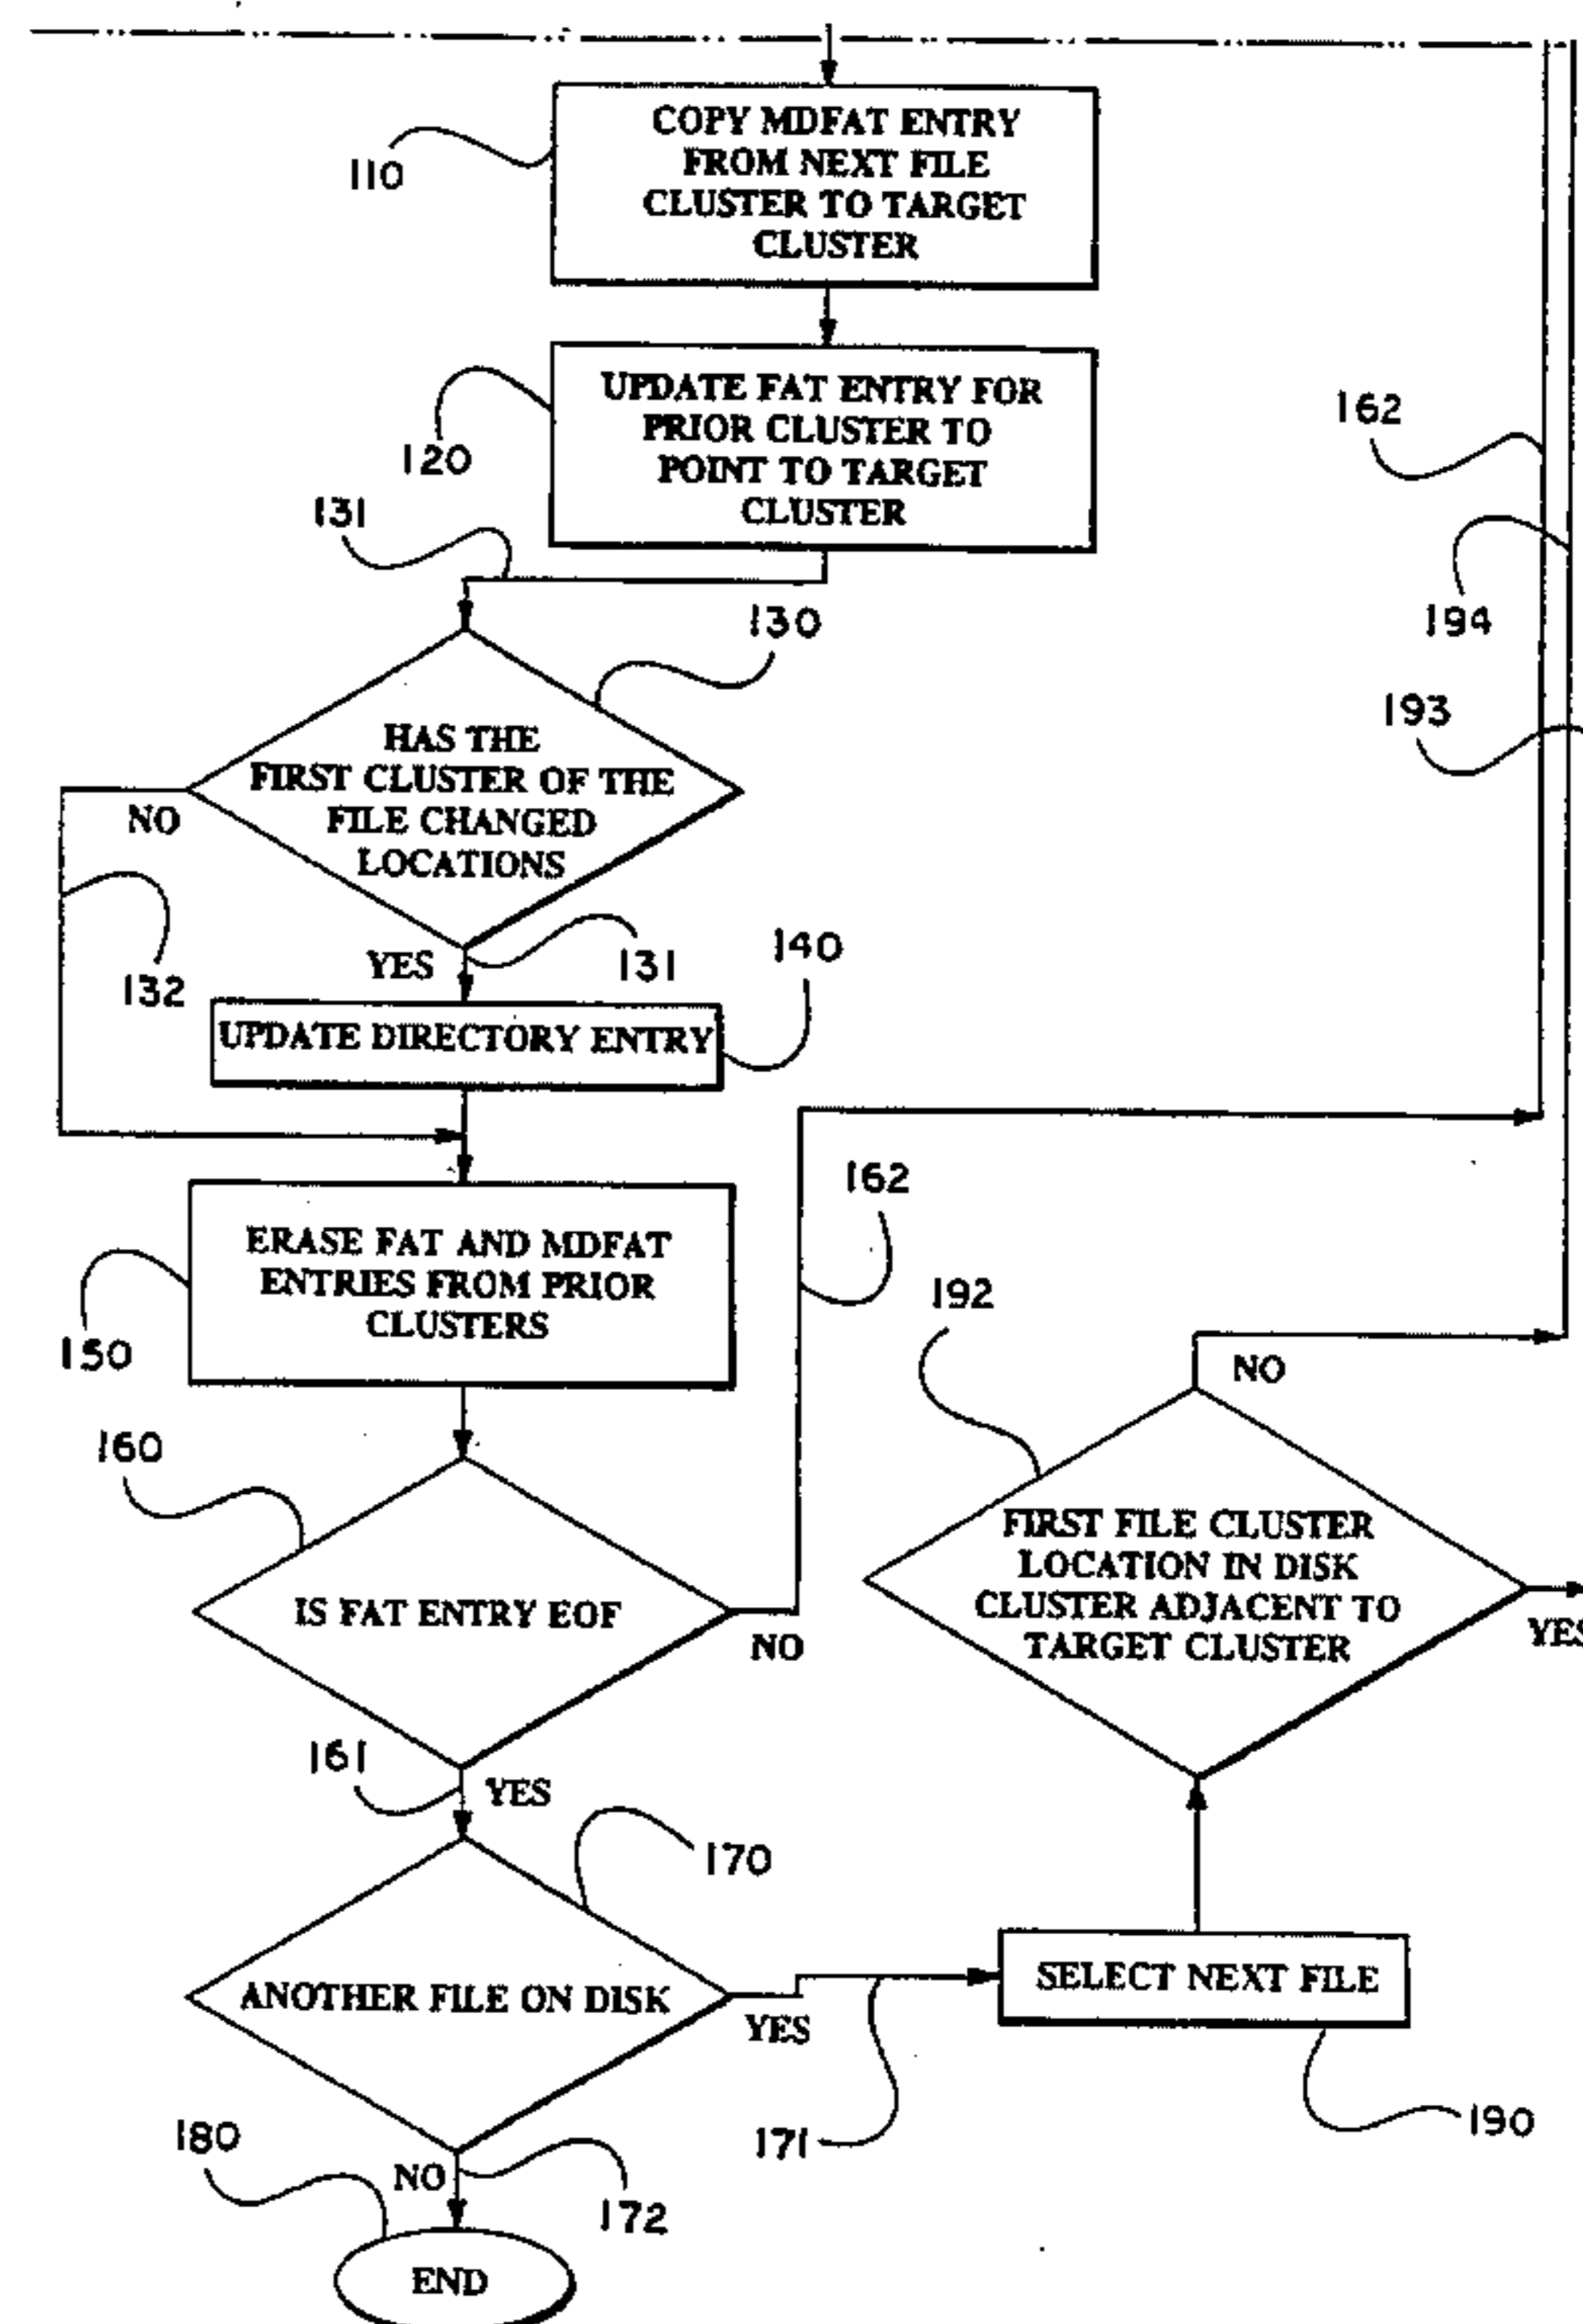 COPY MDFAT ENTRY
FROM NEXT FILE
CLUSTER TO TARGET
CLUSTER
110
UPDATE FAT ENTRY FOR
PRIOR CLUSTER TO
POINT TO TARGET
CLUSTER
120
162
194
193
131
130
HAS THE
FIRST CLUSTER OF THE
FILE CHANGED
LOCATIONS
NO
132
YES
131
140
UPDATE DIRECTORY ENTRY
162
ERASE FAT AND MDFAT
ENTRIES FROM PRIOR
CLUSTERS
150
192
NO
160
IS FAT ENTRY EOF
NO
FIRST FILE CLUSTER
LOCATION IN DISK
CLUSTER ADJACENT TO
TARGET CLUSTER
YES
161
YES
170
ANOTHER FILE ON DISK
YES
171
SELECT NEXT FILE
190
180
NO
172
END